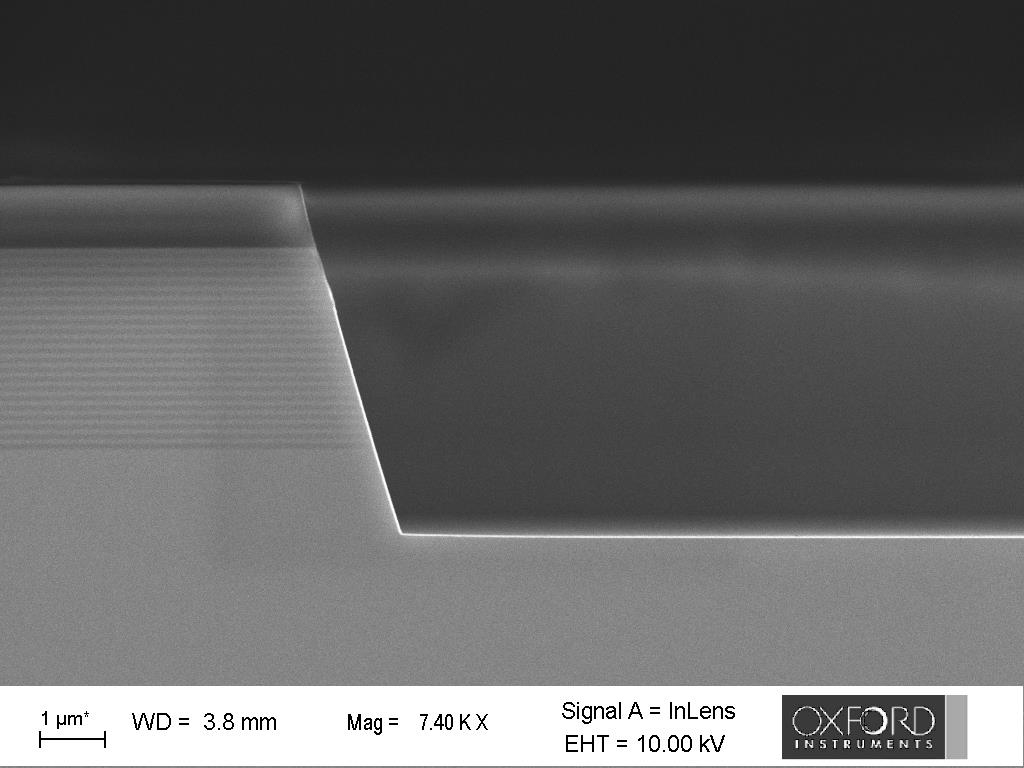 1 µm*
WD = 3.8 mm
Mag = 7.40 K X
Signal A = InLens
EHT = 10.00 kV
OXFORD
INSTRUMENTS